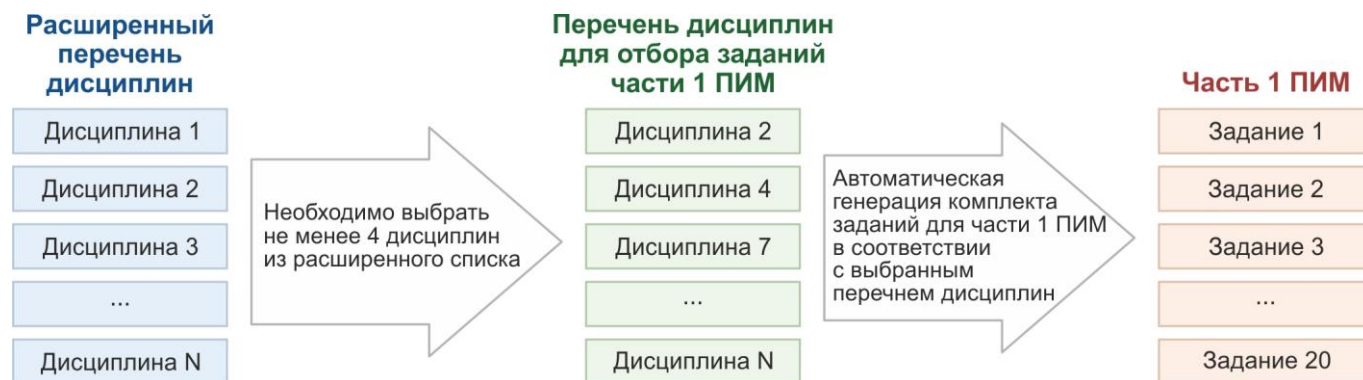 Расширенный
перечень
дисциплин
Дисциплина 1
Дисциплина 2
Дисциплина 3
...
Дисциплина N
Необходимо выбрать
не менее 4 дисциплин
из расширенного списка
Перечень дисциплин
для отбора заданий
части 1 ПИМ
Дисциплина 2
Дисциплина 4
Дисциплина 7
...
Дисциплина N
Автоматическая
генерация комплекта
заданий для части 1 ПИМ
в соответствии
с выбранным
перечнем дисциплин
Часть 1 ПИМ
Задание 1
Задание 2
Задание 3
...
Задание 20